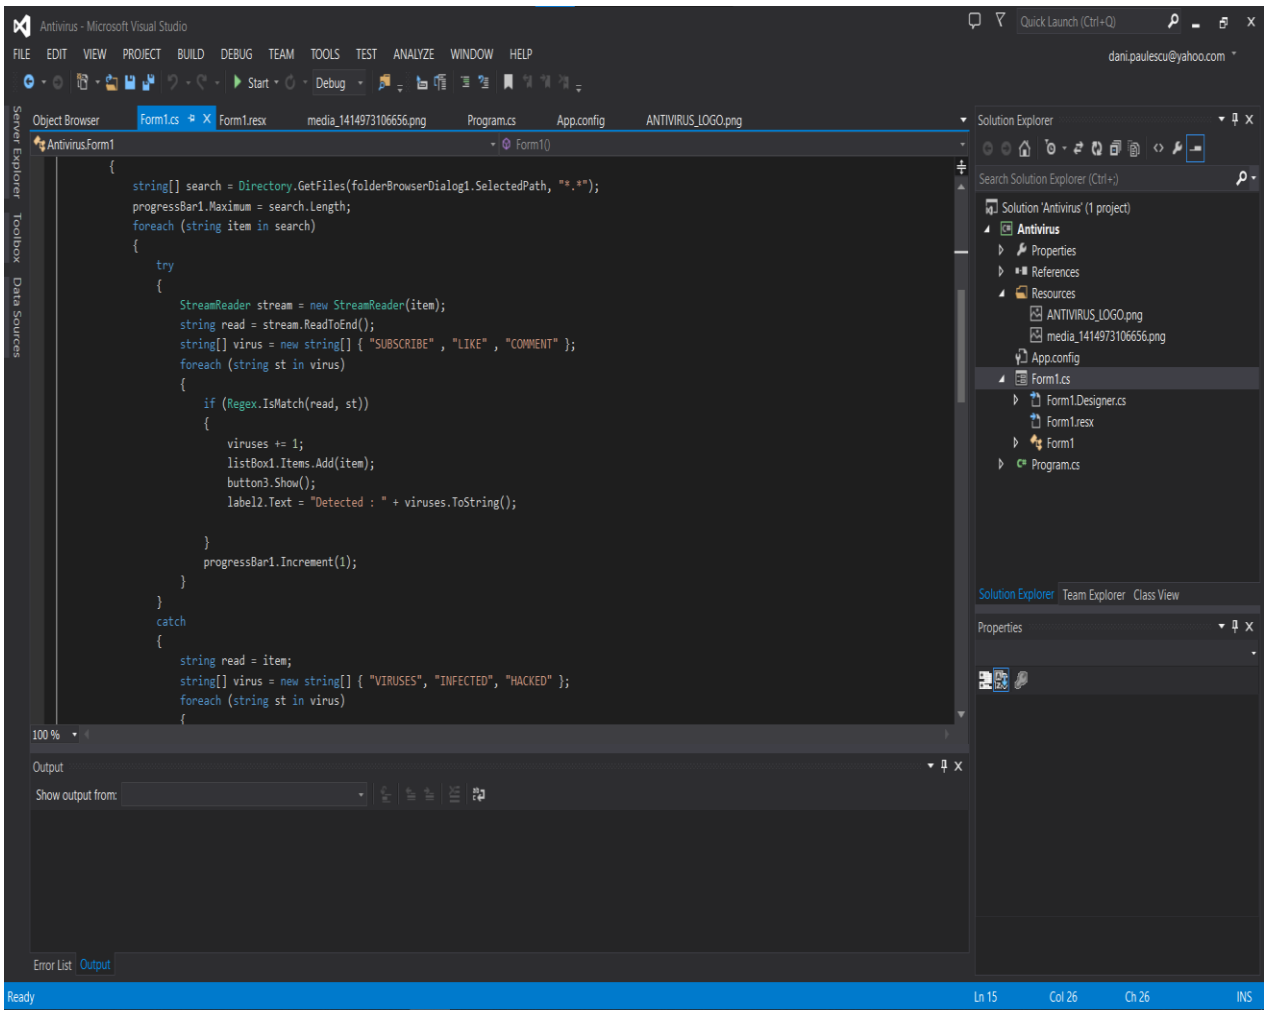 Antivirus - Microsoft Visual Studio
Quick Launch (Ctrl+Q)
FILE EDIT VIEW PROJECT BUILD DEBUG TEAM TOOLS TEST ANALYZE WINDOW HELP
dani.paulescu@yahoo.com
Start Debug
Server Explorer
Toolbox
Data Sources
Object Browser Form1.cs Form1.resx media_1414973106656.png Program.cs App.config ANTIVIRUS_LOGO.png
Antivirus.Form1 Form1()
{
string[] search = Directory.GetFiles(folderBrowserDialog1.SelectedPath, "*.*");
progressBar1.Maximum = search.Length;
foreach (string item in search)
{
try
{
StreamReader stream = new StreamReader(item);
string read = stream.ReadToEnd();
string[] virus = new string[] { "SUBSCRIBE" , "LIKE" , "COMMENT" };
foreach (string st in virus)
{
if (Regex.IsMatch(read, st))
{
viruses += 1;
listBox1.Items.Add(item);
button3.Show();
label2.Text = "Detected : " + viruses.ToString();
}
progressBar1.Increment(1);
}
}
catch
{
string read = item;
string[] virus = new string[] { "VIRUSES", "INFECTED", "HACKED" };
foreach (string st in virus)
{
100 %
Output
Show output from:
Error List Output
Solution Explorer
Search Solution Explorer (Ctrl+;)
Solution 'Antivirus' (1 project)
C# Antivirus
Properties
References
Resources
ANTIVIRUS_LOGO.png
media_1414973106656.png
App.config
Form1.cs
Form1.Designer.cs
Form1.resx
Form1
C# Program.cs
Solution Explorer Team Explorer Class View
Properties
Ready
Ln 15 Col 26 Ch 26 INS